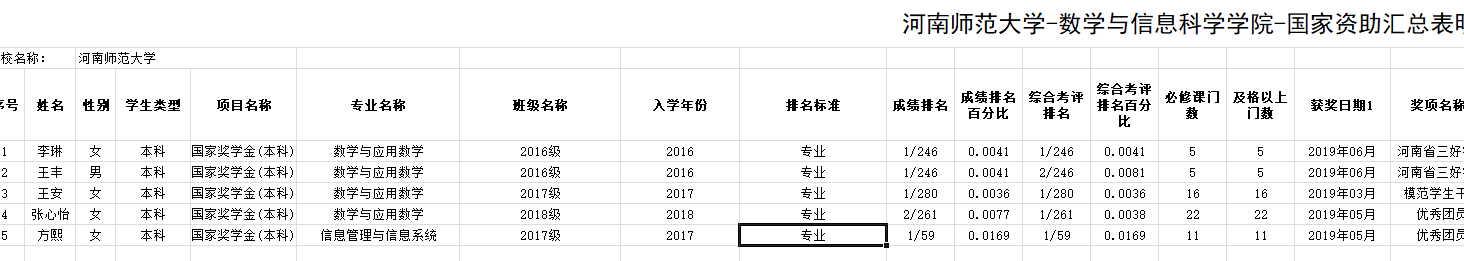 河南师范大学-数学与信息科学学院-国家资助汇总表
校名称: 河南师范大学
序号 姓名 性别 学生类型 项目名称 专业名称 班级名称 入学年份 排名标准 成绩排名 成绩排名百分比 综合考评排名 综合考评排名百分比 必修课门数 及格以上门数 获奖日期1 奖项名称
1 李琳 女 本科 国家奖学金(本科) 数学与应用数学 2016级 2016 专业 1/246 0.0041 1/246 0.0041 5 5 2019年06月 河南省三好
2 王丰 男 本科 国家奖学金(本科) 数学与应用数学 2016级 2016 专业 1/246 0.0041 2/246 0.0081 5 5 2019年06月 河南省三好
3 王安 女 本科 国家奖学金(本科) 数学与应用数学 2017级 2017 专业 1/280 0.0036 1/280 0.0036 16 16 2019年03月 模范学生干
4 张心怡 女 本科 国家奖学金(本科) 数学与应用数学 2018级 2018 专业 2/261 0.0077 1/261 0.0038 22 22 2019年05月 优秀团员
5 方熙 女 本科 国家奖学金(本科) 信息管理与信息系统 2017级 2017 专业 1/59 0.0169 1/59 0.0169 11 11 2019年05月 优秀团员